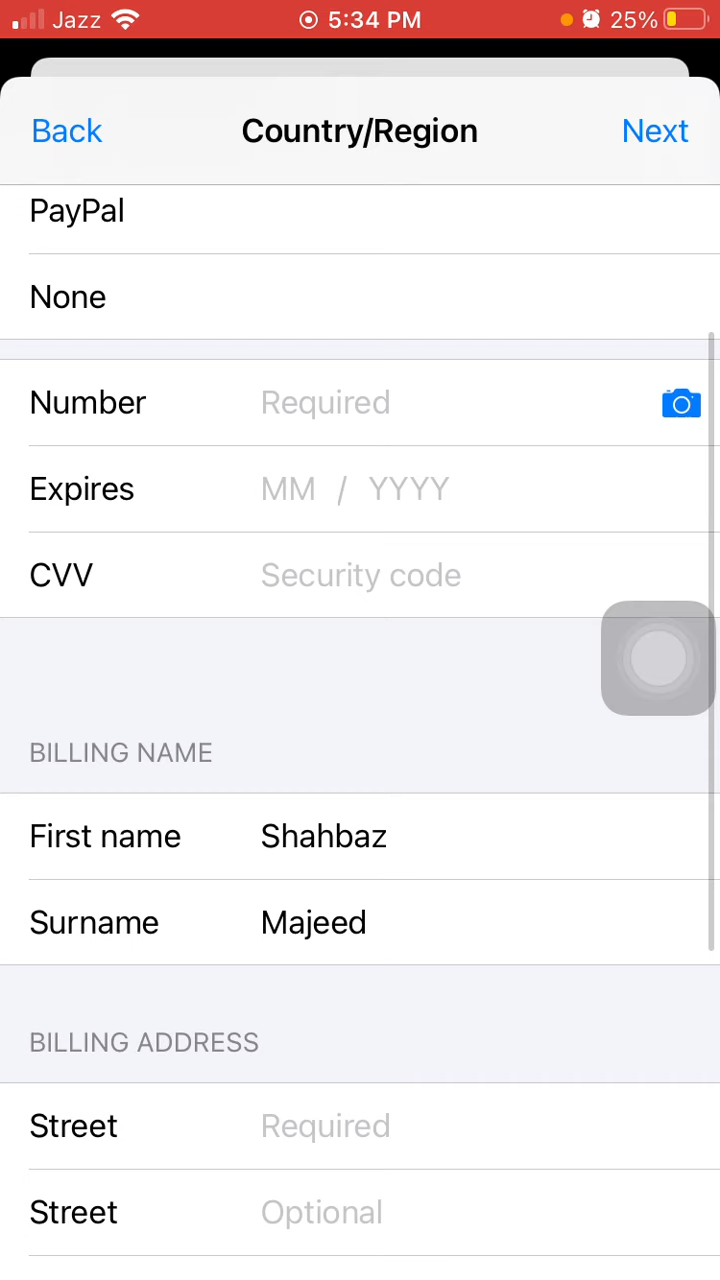 Jazz 5:34 PM 25%
Back Country/Region Next
PayPal
None
Number Required
Expires MM / YYYY
CVV Security code
BILLING NAME
First name Shahbaz
Surname Majeed
BILLING ADDRESS
Street Required
Street Optional